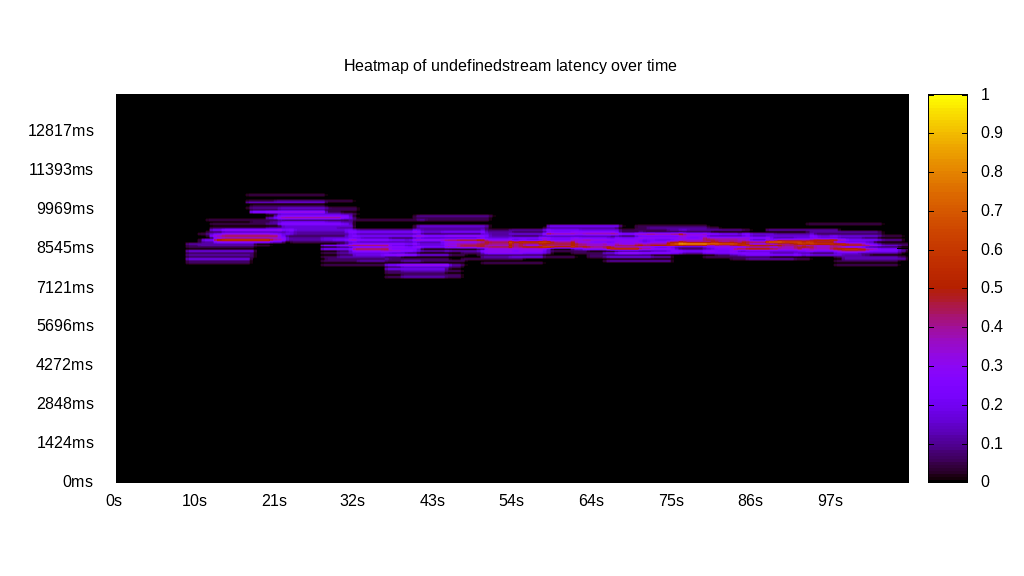 Heatmap of undefinedstream latency over time
12817ms
11393ms
9969ms
8545ms
7121ms
5696ms
4272ms
2848ms
1424ms
0ms
0s 10s 21s 32s 43s 54s 64s 75s 86s 97s
1
0.9
0.8
0.7
0.6
0.5
0.4
0.3
0.2
0.1
0